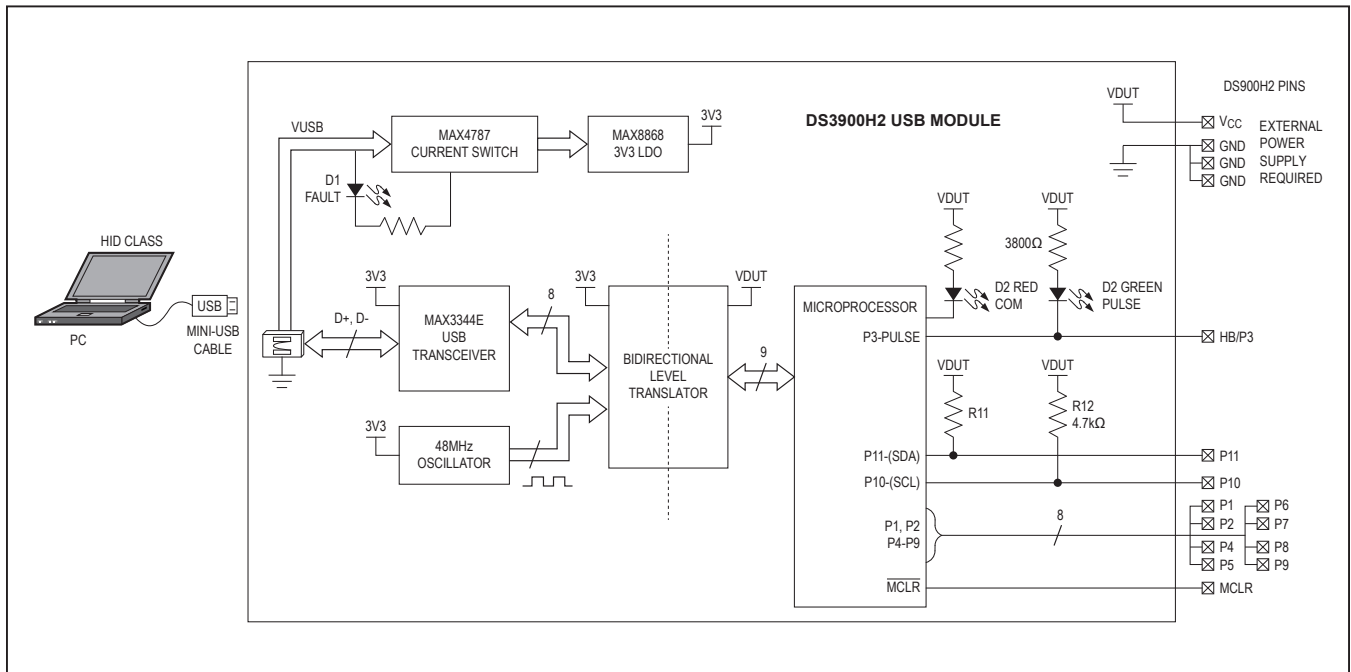 DS3900H2 USB MODULE
DS900H2 PINS
VDUT
VCC
GND
GND
GND
EXTERNAL
POWER
SUPPLY
REQUIRED
VUSB
MAX4787
CURRENT SWITCH
MAX8868
3V3 LDO
3V3
D1
FAULT
HID CLASS
PC
USB
MINI-USB
CABLE
D+, D-
3V3
MAX3344E
USB
TRANSCEIVER
8
3V3
48MHz
OSCILLATOR
3V3
VDUT
BIDIRECTIONAL
LEVEL
TRANSLATOR
9
MICROPROCESSOR
P3-PULSE
P11-(SDA)
P10-(SCL)
P1, P2
P4-P9
MCLR
VDUT
D2 RED
COM
VDUT
3800Ω
D2 GREEN
PULSE
HB/P3
VDUT
R11
VDUT
R12
4.7kΩ
P11
P10
8
P1
P2
P4
P5
P6
P7
P8
P9
MCLR